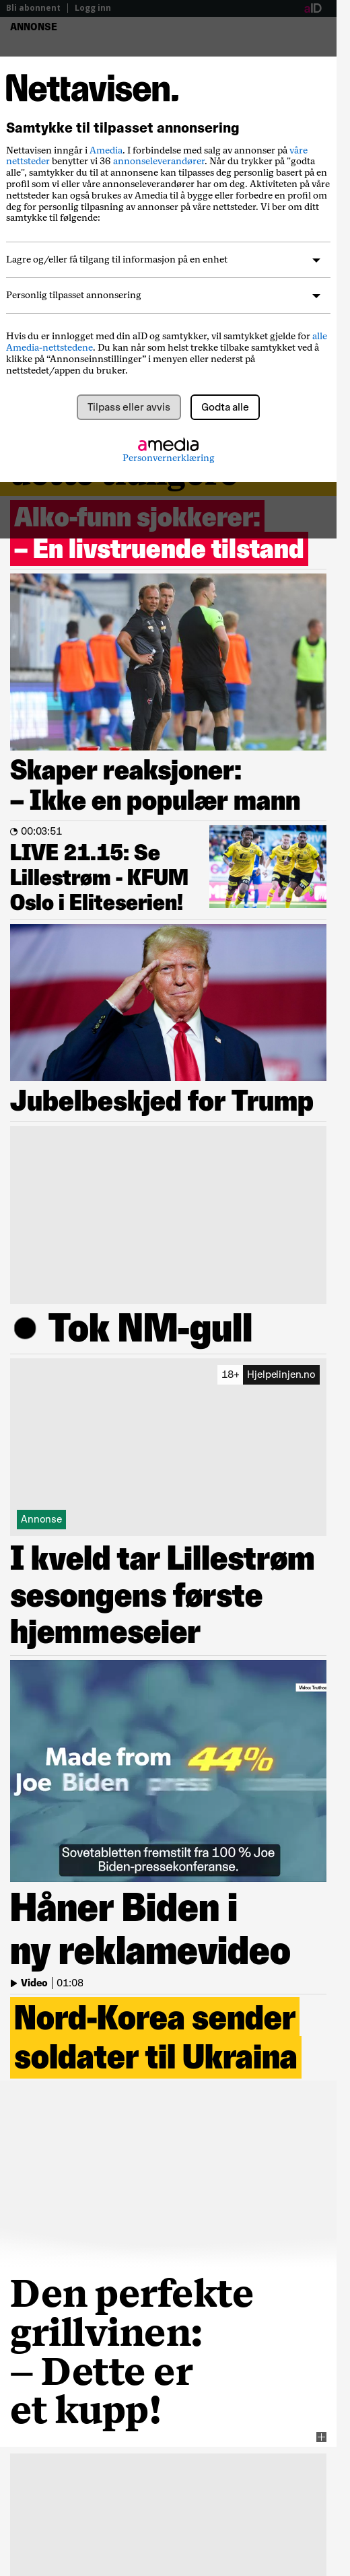 Bli abonnent | Logg inn
aID
ANNONSE
Nettavisen.
Samtykke til tilpasset annonsering
Nettavisen inngår i Amedia. I forbindelse med salg av annonser på våre
nettsteder benytter vi 36 annonseleverandører. Når du trykker på "godta
alle", samtykker du til at annonsene kan tilpasses deg personlig basert på en
profil som vi eller våre annonseleverandører har om deg. Aktiviteten på våre
nettsteder kan også brukes av Amedia til å bygge eller forbedre en profil om
deg for personlig tilpasning av annonser på våre nettsteder. Vi ber om ditt
samtykke til følgende:
Lagre og/eller få tilgang til informasjon på en enhet
Personlig tilpasset annonsering
Hvis du er innlogget med din aID og samtykker, vil samtykket gjelde for alle
Amedia-nettstedene. Du kan når som helst trekke tilbake samtykket ved å
klikke på “Annonseinnstillinger” i menyen eller nederst på
nettstedet/appen du bruker.
Tilpass eller avvis
Godta alle
amedia
Personvernerklæring
dette tidligere
Alko-funn sjokkerer:
– En livstruende tilstand
Skaper reaksjoner:
– Ikke en populær mann
00:03:51
LIVE 21.15: Se
Lillestrøm - KFUM
Oslo i Eliteserien!
Jubelbeskjed for Trump
Tok NM-gull
18+ Hjelpelinjen.no
Annonse
I kveld tar Lillestrøm
sesongens første
hjemmeseier
Made from 44%
Joe Biden press
Sovetabletten fremstilt fra 100 % Joe
Biden-pressekonferanse.
Håner Biden i
ny reklamevideo
Video | 01:08
Nord-Korea sender
soldater til Ukraina
Den perfekte
grillvinen:
– Dette er
et kupp!